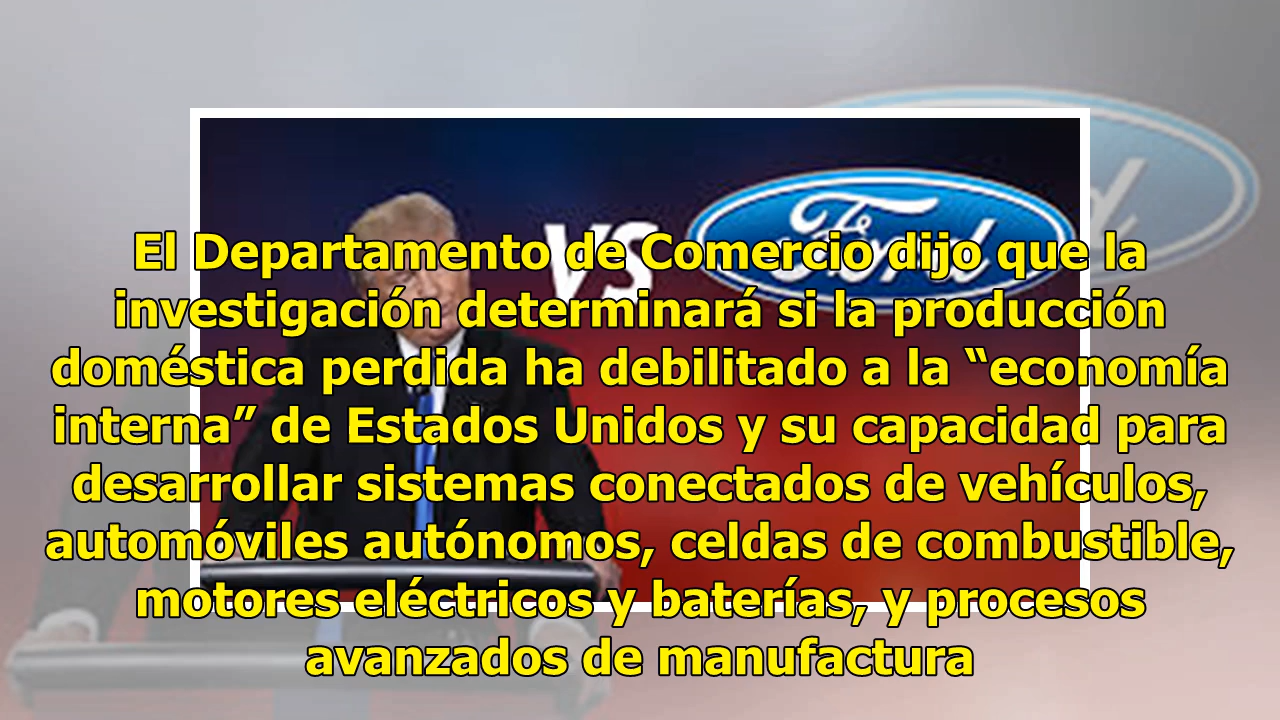 VS
Ford
El Departamento de Comercio dijo que la
investigación determinará si la producción
doméstica perdida ha debilitado a la “economía
interna” de Estados Unidos y su capacidad para
desarrollar sistemas conectados de vehículos,
automóviles autónomos, celdas de combustible,
motores eléctricos y baterías, y procesos
avanzados de manufactura